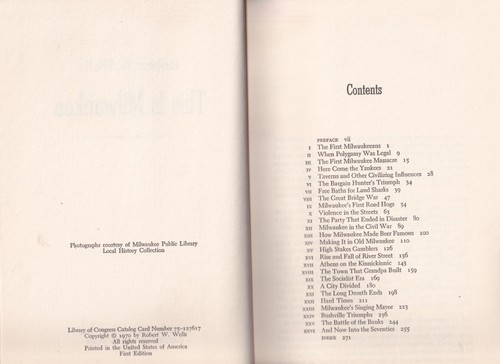 Photographs courtesy of Milwaukee Public Library
Local History Collection
Library of Congress Catalog Card Number 75-127617
Copyright © 1970 by Robert W. Wells
All rights reserved
Printed in the United States of America
First Edition
Contents
PREFACE vii
I The First Milwaukeeans 1
II When Polygamy Was Legal 9
III The First Milwaukee Massacre 15
IV Here Come the Yankees 21
V Taverns and Other Civilizing Influences 28
VI The Bargain Hunter's Triumph 34
VII Free Baths for Land Sharks 39
VIII The Great Bridge War 47
IX Milwaukee's First Road Hogs 54
X Violence in the Streets 63
XI The Party That Ended in Disaster 80
XII Milwaukee in the Civil War 89
XIII How Milwaukee Made Beer Famous 100
XIV Making It in Old Milwaukee 110
XV High Stakes Gamblers 126
XVI Rise and Fall of River Street 136
XVII Athens on the Kinnickinnic 143
XVIII The Town That Grandpa Built 159
XIX The Socialist Era 169
XX A City Divided 180
XXI The Long Drouth Ends 198
XXII Hard Times 211
XXIII Milwaukee's Singing Mayor 223
XXIV Bushville Triumphs 236
XXV The Battle of the Banks 244
XXVI And Now Into the Seventies 255
INDEX 271